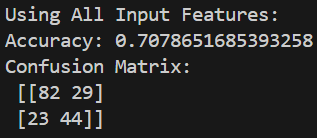 Using All Input Features:
Accuracy: 0.7078651685393258
Confusion Matrix:
[[82 29]
[23 44]]